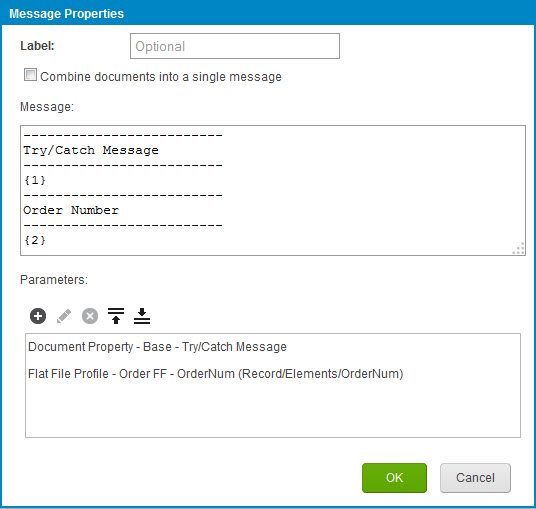 Message Properties
Label: Optional
Combine documents into a single message
Message:
-------------------------
Try/Catch Message
-------------------------
{1}
-------------------------
Order Number
-------------------------
{2}
Parameters:
Document Property - Base - Try/Catch Message
Flat File Profile - Order FF - OrderNum (Record/Elements/OrderNum)
OK Cancel